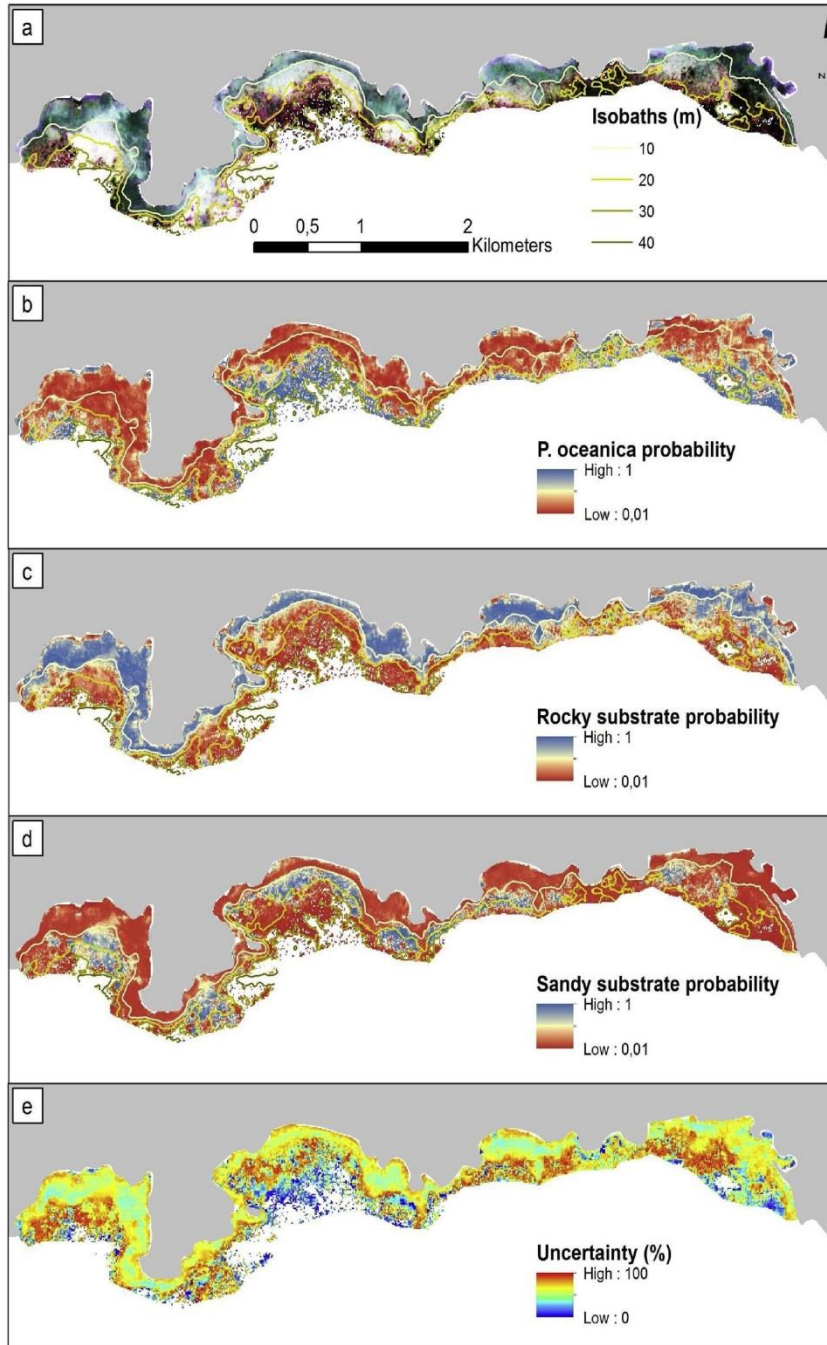 a
N
Isobaths (m)
10
20
30
40
0 0,5 1 2
Kilometers
b
P. oceanica probability
High : 1
Low : 0,01
c
Rocky substrate probability
High : 1
Low : 0,01
d
Sandy substrate probability
High : 1
Low : 0,01
e
Uncertainty (%)
High : 100
Low : 0